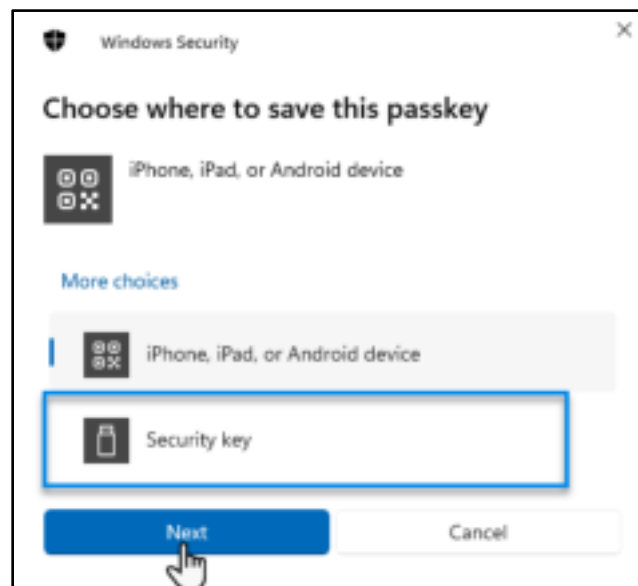 Windows Security
Choose where to save this passkey
iPhone, iPad, or Android device
More choices
iPhone, iPad, or Android device
Security key
Next
Cancel